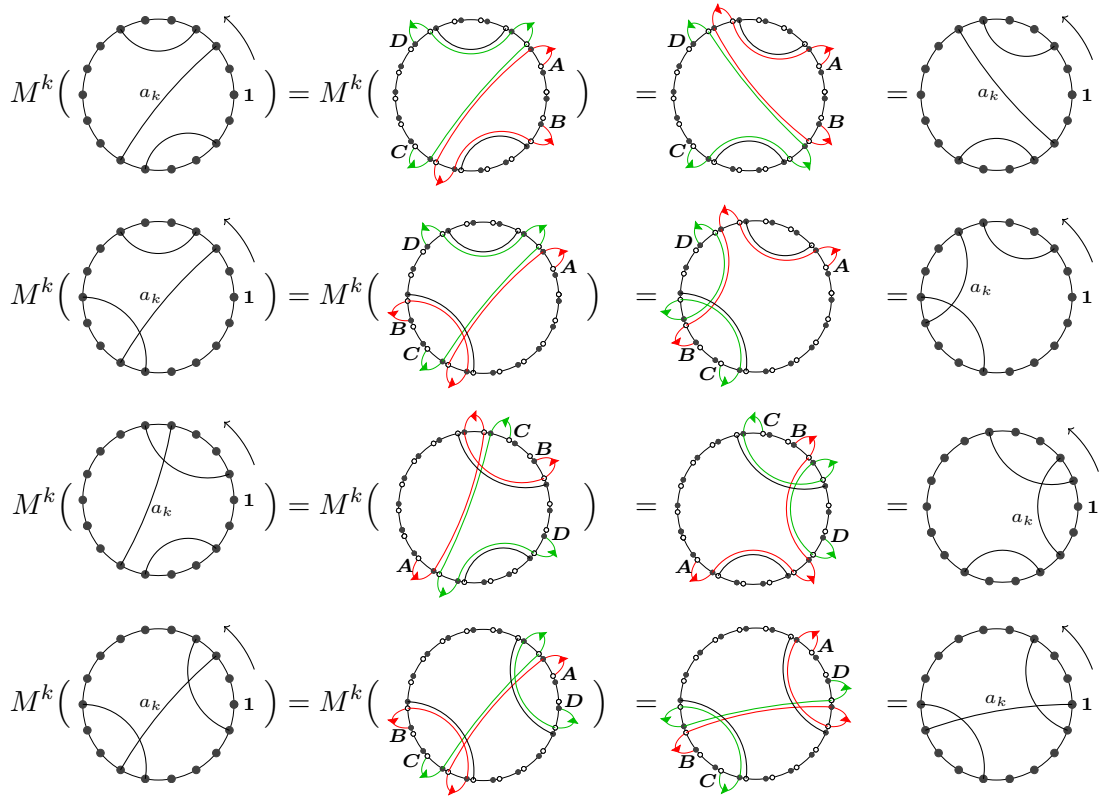 M^k( a_k 1 ) = M^k( D A C B ) = D A C B = a_k 1
M^k( a_k 1 ) = M^k( D A B C ) = D A B C = a_k 1
M^k( a_k 1 ) = M^k( C B A D ) = C B A D = a_k 1
M^k( a_k 1 ) = M^k( A D B C ) = A D B C = a_k 1